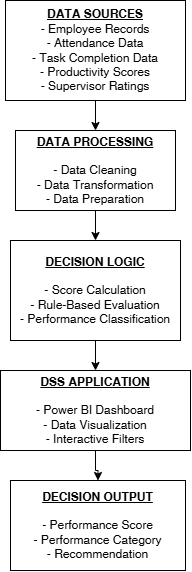 DATA SOURCES
- Employee Records
- Attendance Data
- Task Completion Data
- Productivity Scores
- Supervisor Ratings
DATA PROCESSING
- Data Cleaning
- Data Transformation
- Data Preparation
DECISION LOGIC
- Score Calculation
- Rule-Based Evaluation
- Performance Classification
DSS APPLICATION
- Power BI Dashboard
- Data Visualization
- Interactive Filters
DECISION OUTPUT
- Performance Score
- Performance Category
- Recommendation